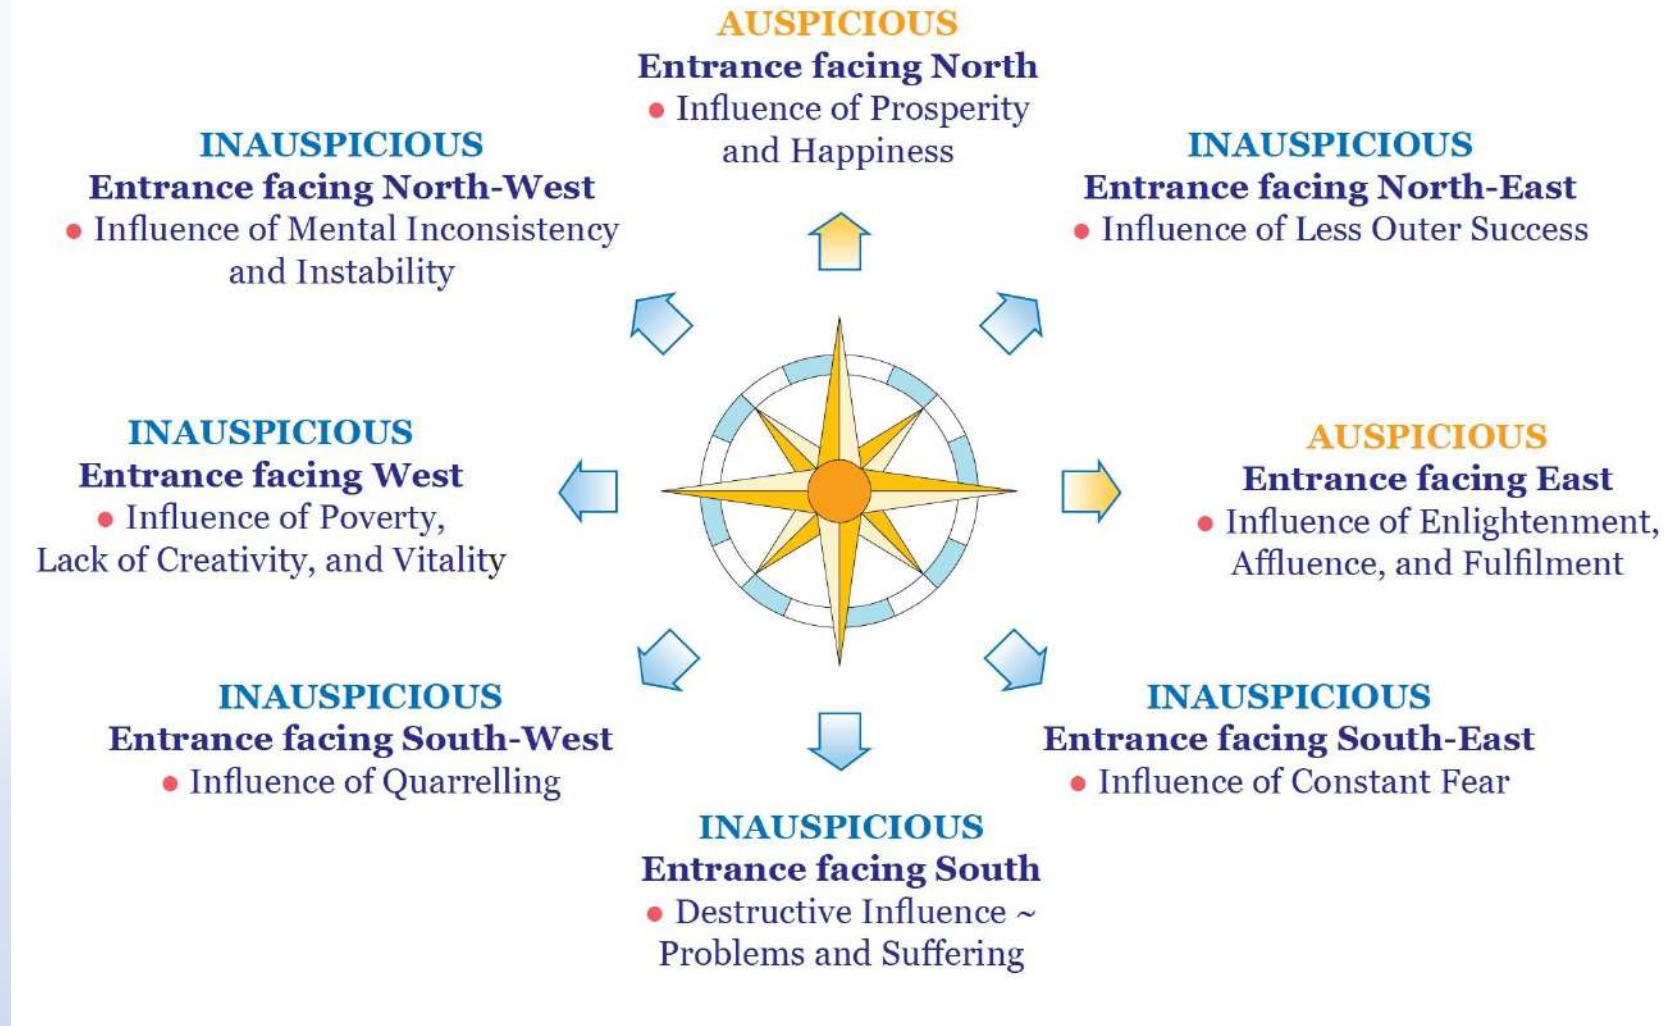 AUSPICIOUS
Entrance facing North
• Influence of Prosperity
and Happiness
INAUSPICIOUS
Entrance facing North-West
• Influence of Mental Inconsistency
and Instability
INAUSPICIOUS
Entrance facing North-East
• Influence of Less Outer Success
INAUSPICIOUS
Entrance facing West
• Influence of Poverty,
Lack of Creativity, and Vitality
AUSPICIOUS
Entrance facing East
• Influence of Enlightenment,
Affluence, and Fulfilment
INAUSPICIOUS
Entrance facing South-West
• Influence of Quarrelling
INAUSPICIOUS
Entrance facing South-East
• Influence of Constant Fear
INAUSPICIOUS
Entrance facing South
• Destructive Influence ~
Problems and Suffering